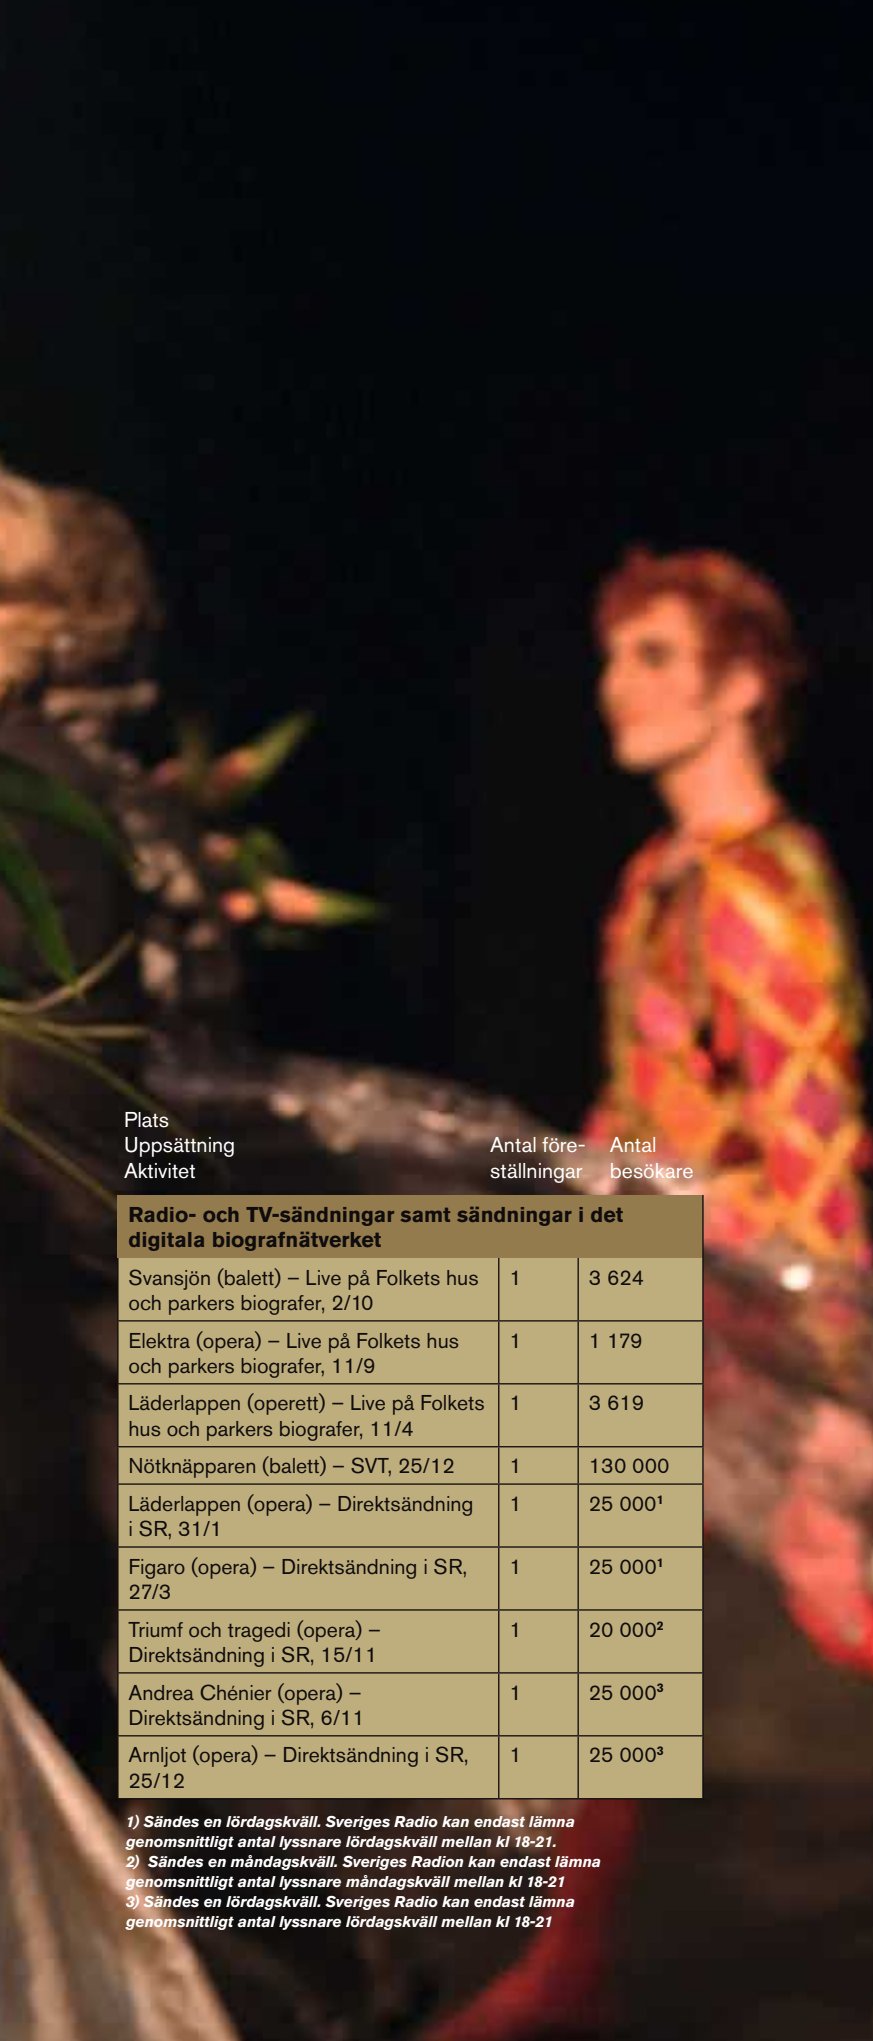 Plats
Uppsättning
Aktivitet
Antal före-
ställningar
Antal
besökare
Radio- och TV-sändningar samt sändningar i det
digitala biografnätverket
Svansjön (balett) – Live på Folkets hus
och parkers biografer, 2/10
1
3 624
Elektra (opera) – Live på Folkets hus
och parkers biografer, 11/9
1
1 179
Läderlappen (operett) – Live på Folkets
hus och parkers biografer, 11/4
1
3 619
Nötknäpparen (balett) – SVT, 25/12
1
130 000
Läderlappen (opera) – Direktsändning
i SR, 31/1
1
25 000¹
Figaro (opera) – Direktsändning i SR,
27/3
1
25 000¹
Triumf och tragedi (opera) –
Direktsändning i SR, 15/11
1
20 000²
Andrea Chénier (opera) –
Direktsändning i SR, 6/11
1
25 000³
Arnljot (opera) – Direktsändning i SR,
25/12
1
25 000³
1) Sändes en lördagskväll. Sveriges Radio kan endast lämna
genomsnittligt antal lyssnare lördagskväll mellan kl 18-21.
2) Sändes en måndagskväll. Sveriges Radion kan endast lämna
genomsnittligt antal lyssnare måndagskväll mellan kl 18-21
3) Sändes en lördagskväll. Sveriges Radio kan endast lämna
genomsnittligt antal lyssnare lördagskväll mellan kl 18-21